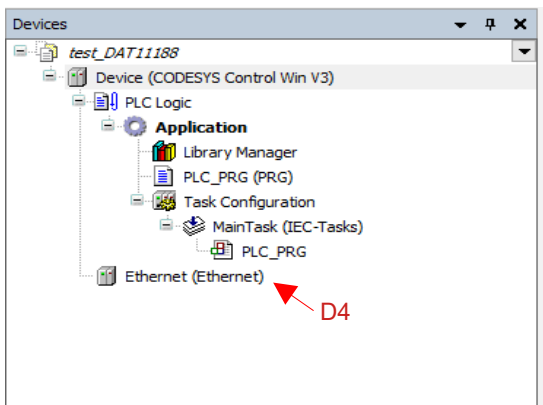 Devices
test_DAT11188
Device (CODESYS Control Win V3)
PLC Logic
Application
Library Manager
PLC_PRG (PRG)
Task Configuration
MainTask (IEC-Tasks)
PLC_PRG
Ethernet (Ethernet)
D4